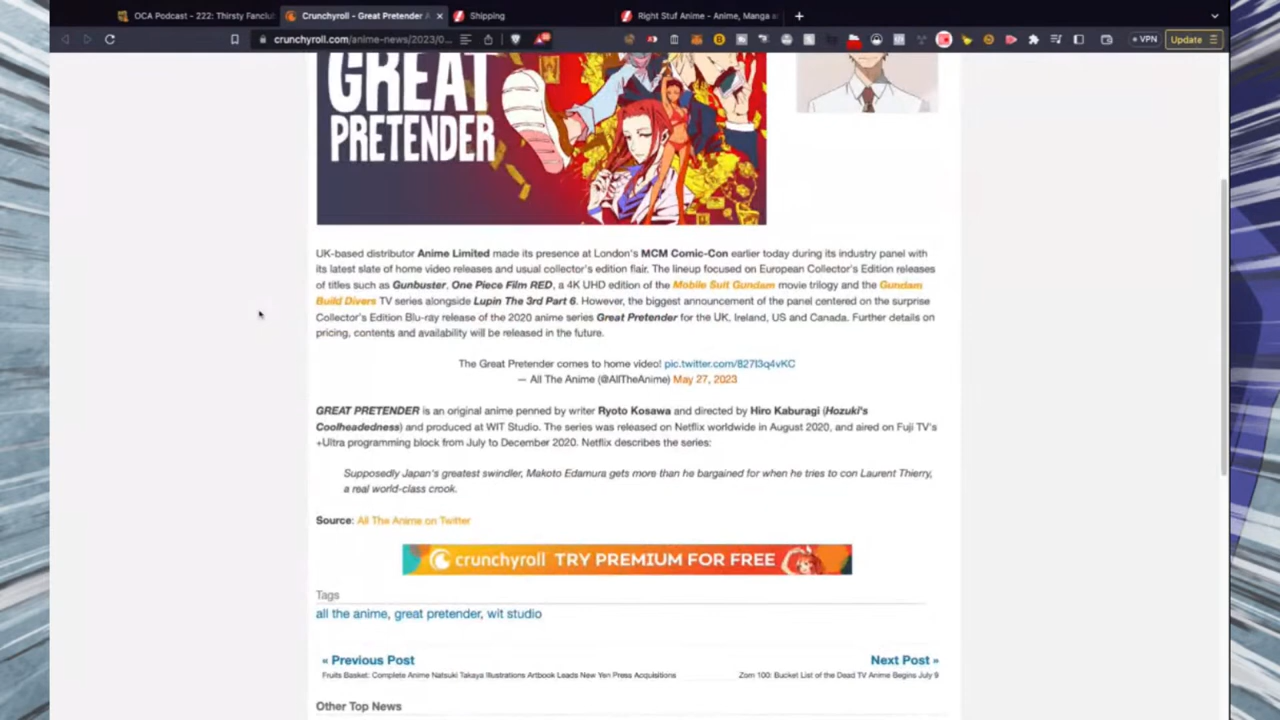 OCA Podcast - 222: Thirsty Fanclu
Crunchyroll - Great Pretender A
Shipping
Right Stuf Anime - Anime, Manga a
crunchyroll.com/anime-news/2023/0...
VPN
Update
GREAT
PRETENDER
UK-based distributor Anime Limited made its presence at London's MCM Comic-Con earlier today during its industry panel with
its latest slate of home video releases and usual collector's edition flair. The lineup focused on European Collector's Edition releases
of titles such as Gunbuster, One Piece Film RED, a 4K UHD edition of the Mobile Suit Gundam movie trilogy and the Gundam
Build Divers TV series alongside Lupin The 3rd Part 6. However, the biggest announcement of the panel centered on the surprise
Collector's Edition Blu-ray release of the 2020 anime series Great Pretender for the UK, Ireland, US and Canada. Further details on
pricing, contents and availability will be released in the future.
The Great Pretender comes to home video! pic.twitter.com/827I3q4vKC
— All The Anime (@AllTheAnime) May 27, 2023
GREAT PRETENDER is an original anime penned by writer Ryoto Kosawa and directed by Hiro Kaburagi (Hozuki's
Coolheadedness) and produced at WIT Studio. The series was released on Netflix worldwide in August 2020, and aired on Fuji TV's
+Ultra programming block from July to December 2020. Netflix describes the series:
Supposedly Japan's greatest swindler, Makoto Edamura gets more than he bargained for when he tries to con Laurent Thierry,
a real world-class crook.
Source: All The Anime on Twitter
crunchyroll TRY PREMIUM FOR FREE
Tags
all the anime, great pretender, wit studio
« Previous Post
Next Post »
Fruits Basket: Complete Anime Natsuki Takaya Illustrations Artbook Leads New Yen Press Acquisitions
Zom 100: Bucket List of the Dead TV Anime Begins July 9
Other Top News